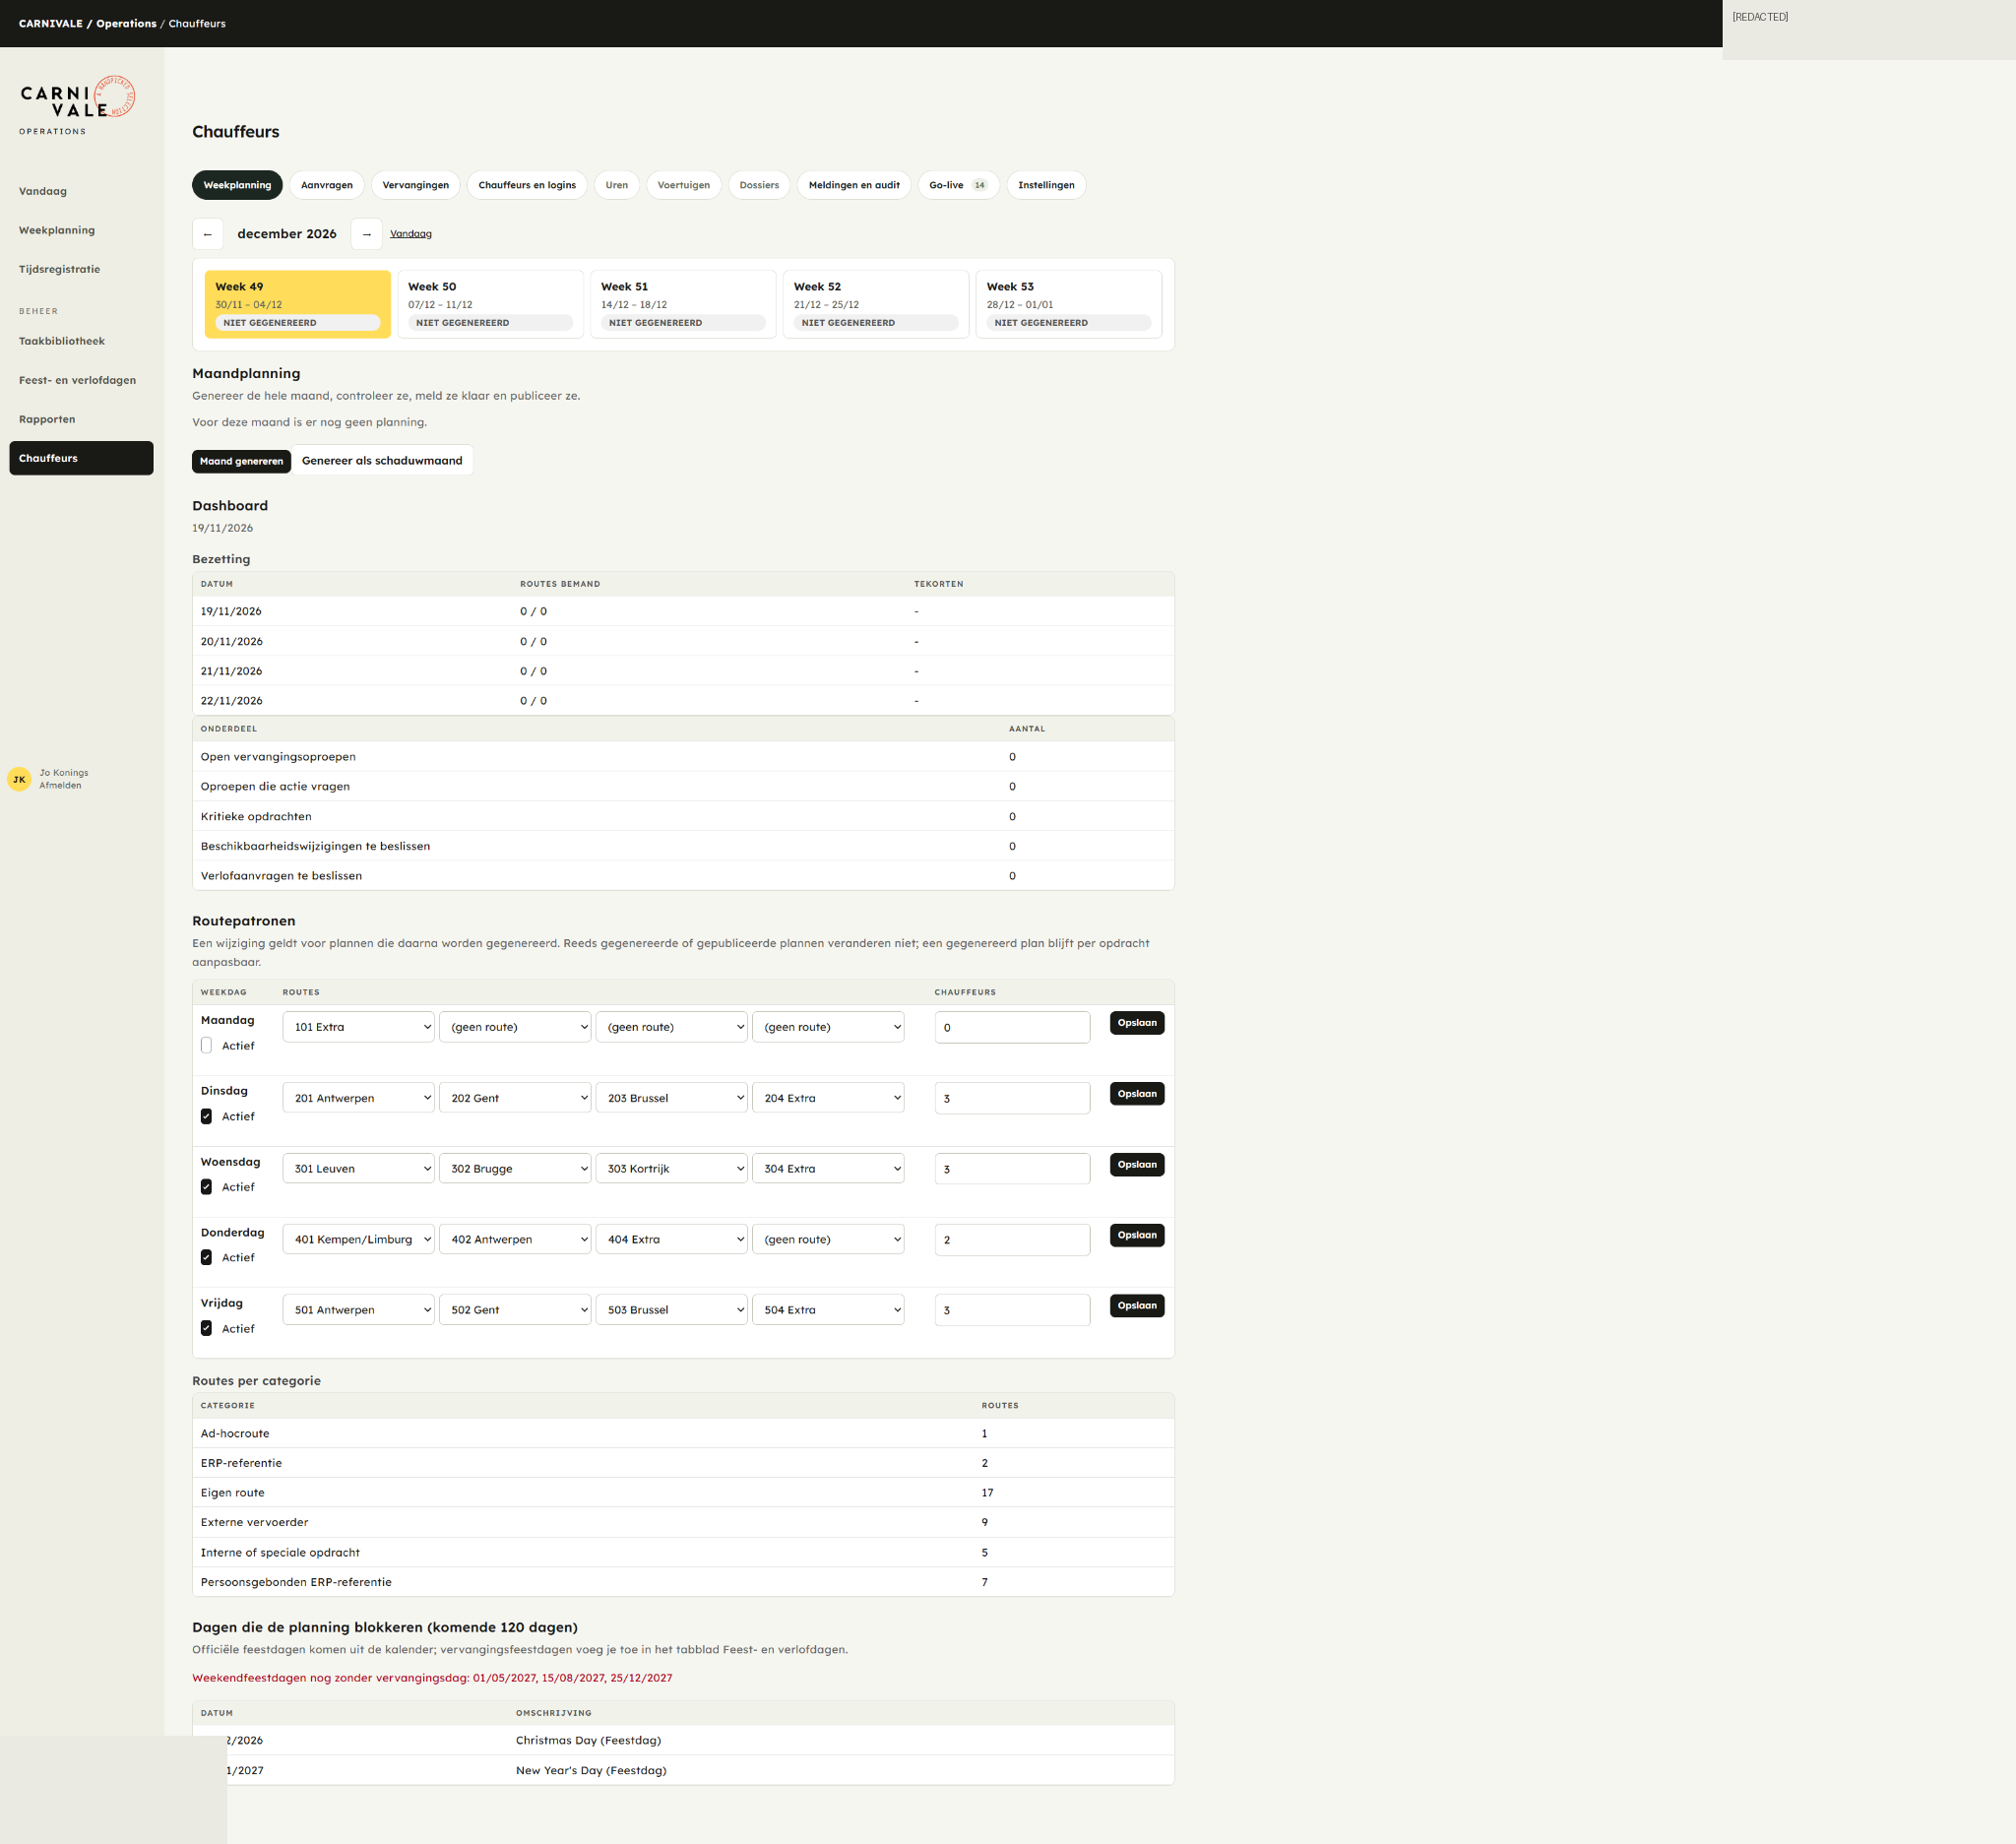 CARNIVALE / Operations / Chauffeurs
[REDACTED]
CARNI
VALE
A HANDPICKED SELECTION
OPERATIONS
Vandaag
Weekplanning
Tijdsregistratie
BEHEER
Taakbibliotheek
Feest- en verlofdagen
Rapporten
Chauffeurs
JK
Jo Konings
Afmelden
Chauffeurs
Weekplanning Aanvragen Vervangingen Chauffeurs en logins Uren Voertuigen Dossiers Meldingen en audit Go-live 14 Instellingen
← december 2026 → Vandaag
Week 49 Week 50 Week 51 Week 52 Week 53
30/11 – 04/12 07/12 – 11/12 14/12 – 18/12 21/12 – 25/12 28/12 – 01/01
NIET GEGENEREERD NIET GEGENEREERD NIET GEGENEREERD NIET GEGENEREERD NIET GEGENEREERD
Maandplanning
Genereer de hele maand, controleer ze, meld ze klaar en publiceer ze.
Voor deze maand is er nog geen planning.
Maand genereren Genereer als schaduwmaand
Dashboard
19/11/2026
Bezetting
DATUM ROUTES BEMAND TEKORTEN
19/11/2026 0 / 0 -
20/11/2026 0 / 0 -
21/11/2026 0 / 0 -
22/11/2026 0 / 0 -
ONDERDEEL AANTAL
Open vervangingsoproepen 0
Oproepen die actie vragen 0
Kritieke opdrachten 0
Beschikbaarheidswijzigingen te beslissen 0
Verlofaanvragen te beslissen 0
Routepatronen
Een wijziging geldt voor plannen die daarna worden gegenereerd. Reeds gegenereerde of gepubliceerde plannen veranderen niet; een gegenereerd plan blijft per opdracht
aanpasbaar.
WEEKDAG ROUTES CHAUFFEURS
Maandag 101 Extra (geen route) (geen route) (geen route) 0 Opslaan
Actief
Dinsdag 201 Antwerpen 202 Gent 203 Brussel 204 Extra 3 Opslaan
Actief
Woensdag 301 Leuven 302 Brugge 303 Kortrijk 304 Extra 3 Opslaan
Actief
Donderdag 401 Kempen/Limburg 402 Antwerpen 404 Extra (geen route) 2 Opslaan
Actief
Vrijdag 501 Antwerpen 502 Gent 503 Brussel 504 Extra 3 Opslaan
Actief
Routes per categorie
CATEGORIE ROUTES
Ad-hocroute 1
ERP-referentie 2
Eigen route 17
Externe vervoerder 9
Interne of speciale opdracht 5
Persoonsgebonden ERP-referentie 7
Dagen die de planning blokkeren (komende 120 dagen)
Officiële feestdagen komen uit de kalender; vervangingsfeestdagen voeg je toe in het tabblad Feest- en verlofdagen.
Weekendfeestdagen nog zonder vervangingsdag: 01/05/2027, 15/08/2027, 25/12/2027
DATUM OMSCHRIJVING
2/2026 Christmas Day (Feestdag)
1/2027 New Year's Day (Feestdag)